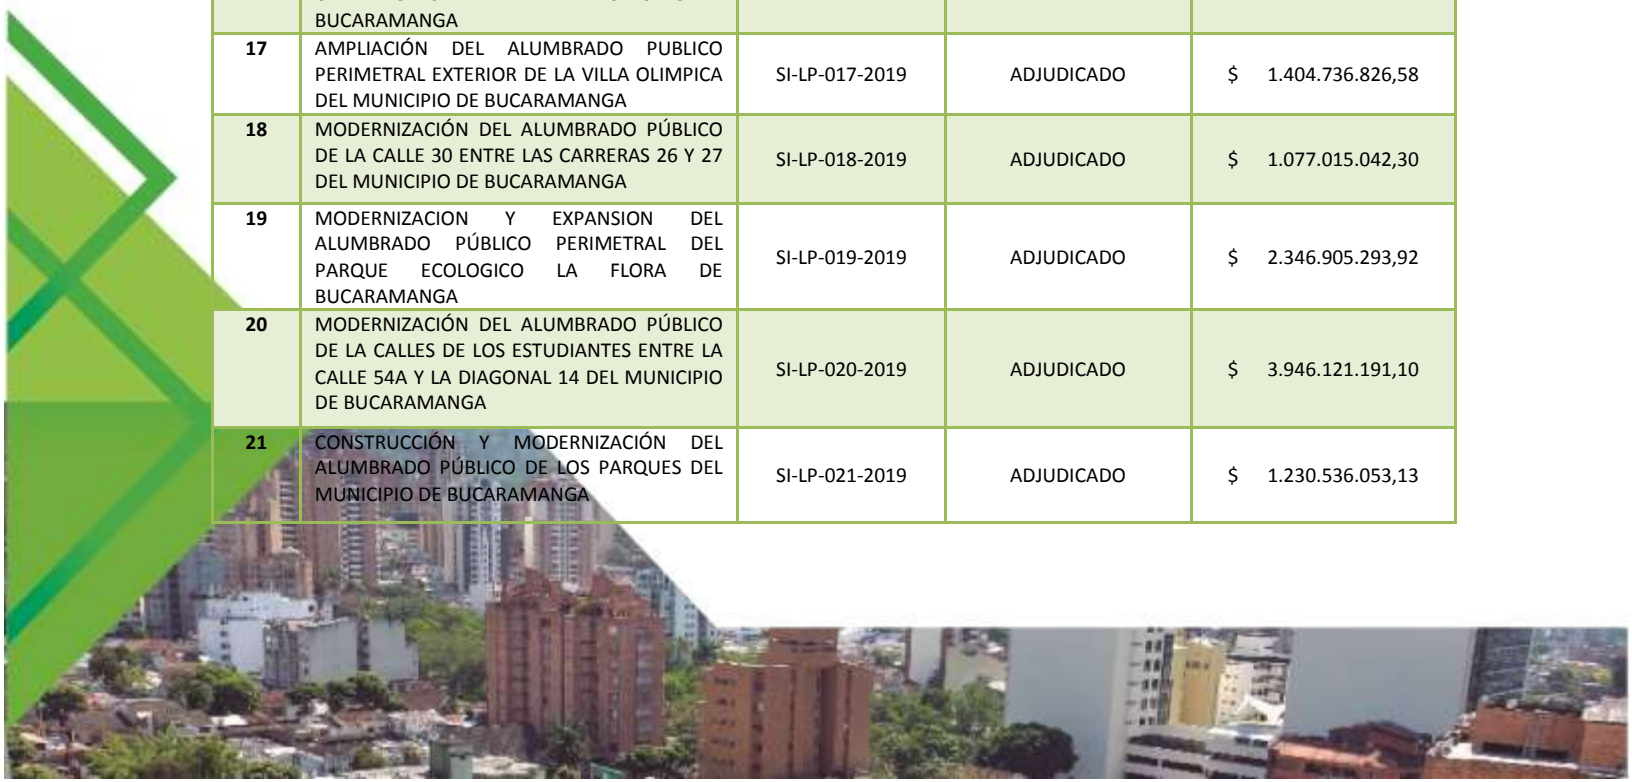 BUCARAMANGA
17 AMPLIACIÓN DEL ALUMBRADO PUBLICO
PERIMETRAL EXTERIOR DE LA VILLA OLIMPICA SI-LP-017-2019 ADJUDICADO $ 1.404.736.826,58
DEL MUNICIPIO DE BUCARAMANGA
18 MODERNIZACIÓN DEL ALUMBRADO PÚBLICO
DE LA CALLE 30 ENTRE LAS CARRERAS 26 Y 27 SI-LP-018-2019 ADJUDICADO $ 1.077.015.042,30
DEL MUNICIPIO DE BUCARAMANGA
19 MODERNIZACION Y EXPANSION DEL
ALUMBRADO PÚBLICO PERIMETRAL DEL SI-LP-019-2019 ADJUDICADO $ 2.346.905.293,92
PARQUE ECOLOGICO LA FLORA DE
BUCARAMANGA
20 MODERNIZACIÓN DEL ALUMBRADO PÚBLICO
DE LA CALLES DE LOS ESTUDIANTES ENTRE LA SI-LP-020-2019 ADJUDICADO $ 3.946.121.191,10
CALLE 54A Y LA DIAGONAL 14 DEL MUNICIPIO
DE BUCARAMANGA
21 CONSTRUCCIÓN Y MODERNIZACIÓN DEL
ALUMBRADO PÚBLICO DE LOS PARQUES DEL SI-LP-021-2019 ADJUDICADO $ 1.230.536.053,13
MUNICIPIO DE BUCARAMANGA